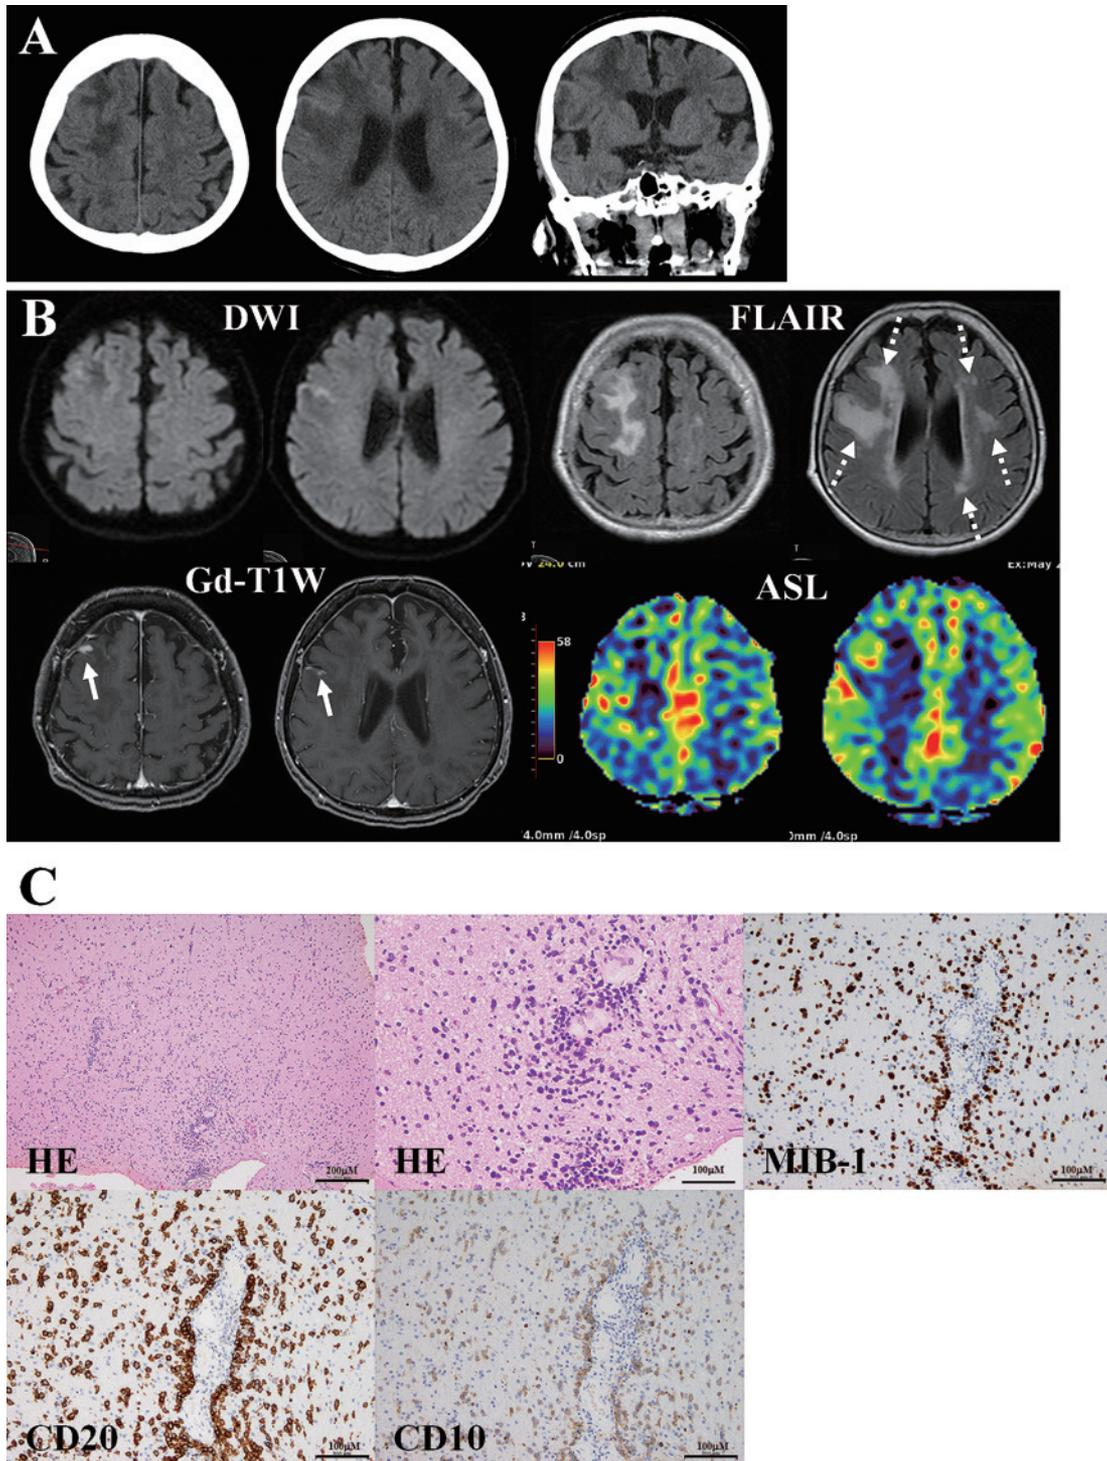 A
B
DWI
FLAIR
24.0 cm
Ex:May 2
Gd-T1W
ASL
58
0
4.0mm /4.0sp
0mm /4.0sp
C
HE
200μM
HE
100μM
MIB-1
100μM
CD20
100μM
CD10
100μM